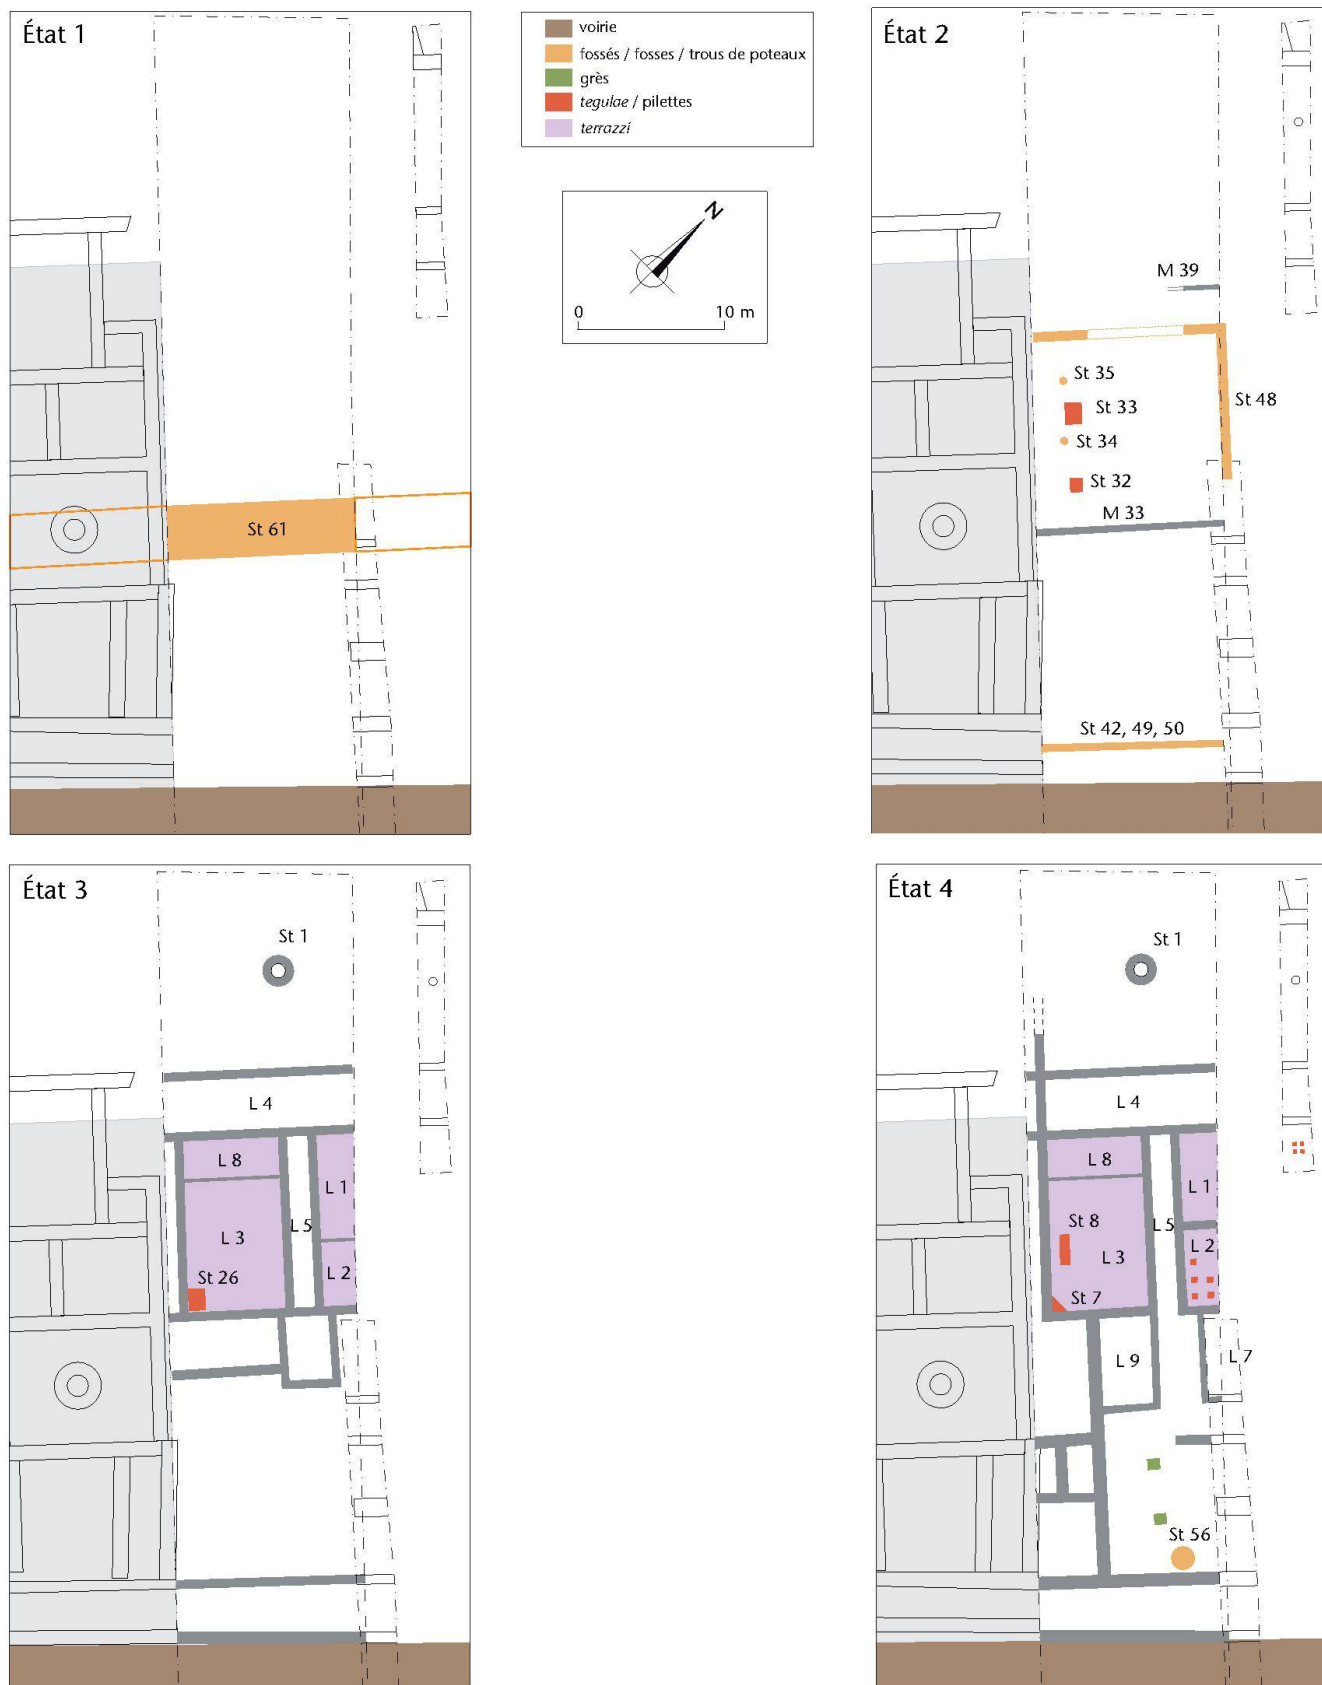 État 1
voirie
fossés / fosses / trous de poteaux
grès
tegulae / pilettes
terrazzi
N
0 10 m
St 61
État 2
M 39
St 35
St 33
St 48
St 34
St 32
M 33
St 42, 49, 50
État 3
St 1
L 4
L 8
L 1
L 3
L 5
St 26
L 2
État 4
St 1
L 4
L 8
L 1
St 8
L 5
L 3
L 2
St 7
L 9
L 7
St 56